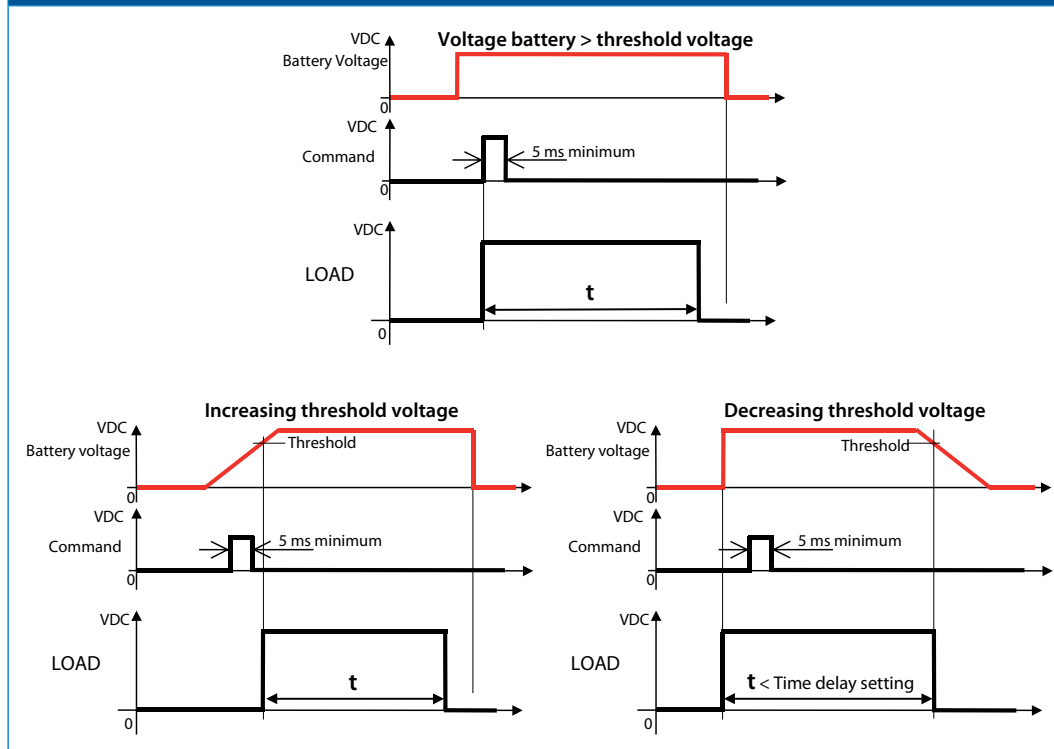 Voltage battery > threshold voltage
VDC
Battery Voltage
0
VDC
Command
5 ms minimum
0
VDC
LOAD
t
0
Increasing threshold voltage
VDC
Battery voltage
Threshold
0
VDC
Command
5 ms minimum
0
VDC
LOAD
t
0
Decreasing threshold voltage
VDC
Battery voltage
Threshold
0
VDC
Command
5 ms minimum
0
VDC
LOAD
t < Time delay setting
0